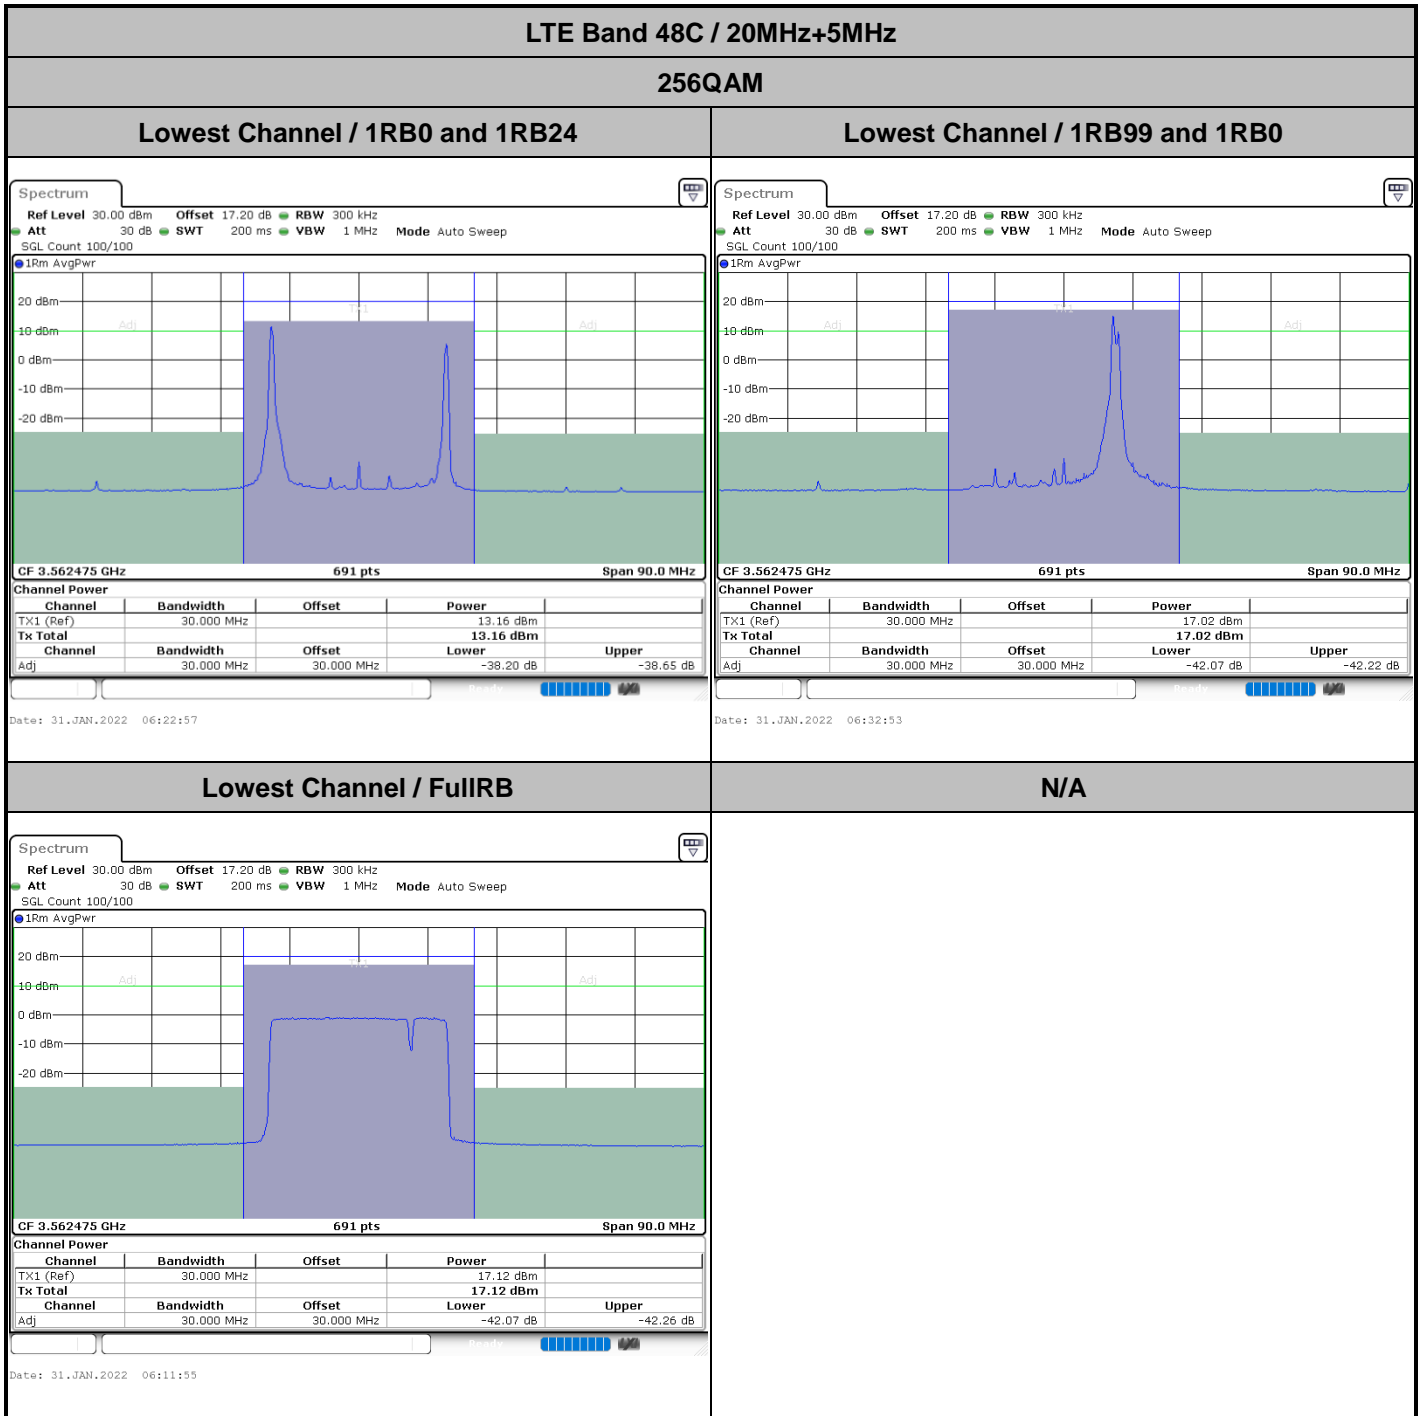 LTE Band 48C / 20MHz+5MHz
256QAM
Lowest Channel / 1RB0 and 1RB24
Lowest Channel / 1RB99 and 1RB0
Spectrum
Ref Level 30.00 dBm Offset 17.20 dB RBW 300 kHz
Att 30 dB SWT 200 ms VBW 1 MHz Mode Auto Sweep
SGL Count 100/100
1Rm AvgPwr
TX1
20 dBm
Adj Adj
10 dBm
0 dBm
-10 dBm
-20 dBm
CF 3.562475 GHz 691 pts Span 90.0 MHz
Channel Power
Channel Bandwidth Offset Power
TX1 (Ref) 30.000 MHz 13.16 dBm
Tx Total 13.16 dBm
Channel Bandwidth Offset Lower Upper
Adj 30.000 MHz 30.000 MHz -38.20 dB -38.65 dB
Ready
Date: 31.JAN.2022 06:22:57
Spectrum
Ref Level 30.00 dBm Offset 17.20 dB RBW 300 kHz
Att 30 dB SWT 200 ms VBW 1 MHz Mode Auto Sweep
SGL Count 100/100
1Rm AvgPwr
TX1
20 dBm
Adj Adj
10 dBm
0 dBm
-10 dBm
-20 dBm
CF 3.562475 GHz 691 pts Span 90.0 MHz
Channel Power
Channel Bandwidth Offset Power
TX1 (Ref) 30.000 MHz 17.02 dBm
Tx Total 17.02 dBm
Channel Bandwidth Offset Lower Upper
Adj 30.000 MHz 30.000 MHz -42.07 dB -42.22 dB
Ready
Date: 31.JAN.2022 06:32:53
Lowest Channel / FullRB
N/A
Spectrum
Ref Level 30.00 dBm Offset 17.20 dB RBW 300 kHz
Att 30 dB SWT 200 ms VBW 1 MHz Mode Auto Sweep
SGL Count 100/100
1Rm AvgPwr
TX1
20 dBm
Adj Adj
10 dBm
0 dBm
-10 dBm
-20 dBm
CF 3.562475 GHz 691 pts Span 90.0 MHz
Channel Power
Channel Bandwidth Offset Power
TX1 (Ref) 30.000 MHz 17.12 dBm
Tx Total 17.12 dBm
Channel Bandwidth Offset Lower Upper
Adj 30.000 MHz 30.000 MHz -42.07 dB -42.26 dB
Ready
Date: 31.JAN.2022 06:11:55